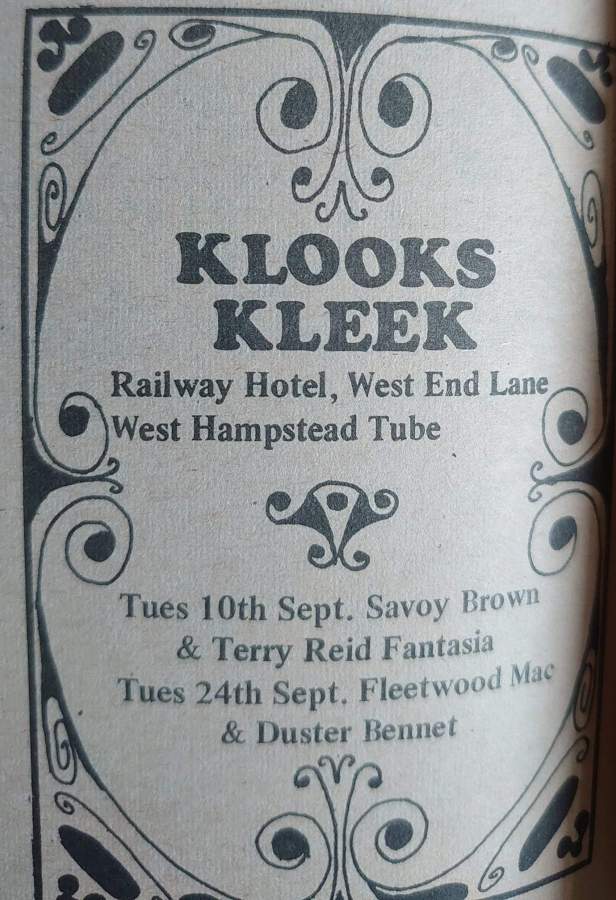 KLOOKS
KLEEK
Railway Hotel, West End Lane
West Hampstead Tube
Tues 10th Sept. Savoy Brown
& Terry Reid Fantasia
Tues 24th Sept. Fleetwood Mac
& Duster Bennet